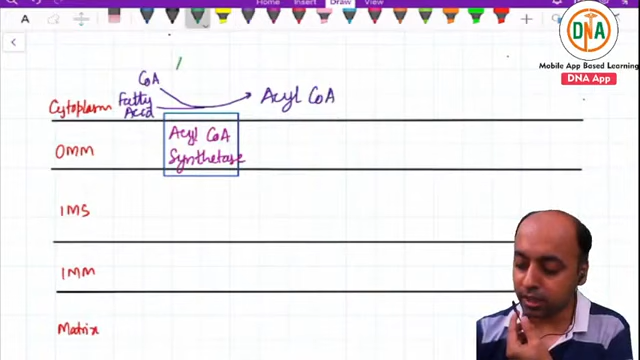 Home
Insert
Draw
View
DNA
Mobile App Based Learning
DNA App
CoA
Fatty
Acid
Acyl CoA
Cytoplasm
Acyl CoA
Synthetase
OMM
IMS
IMM
Matrix